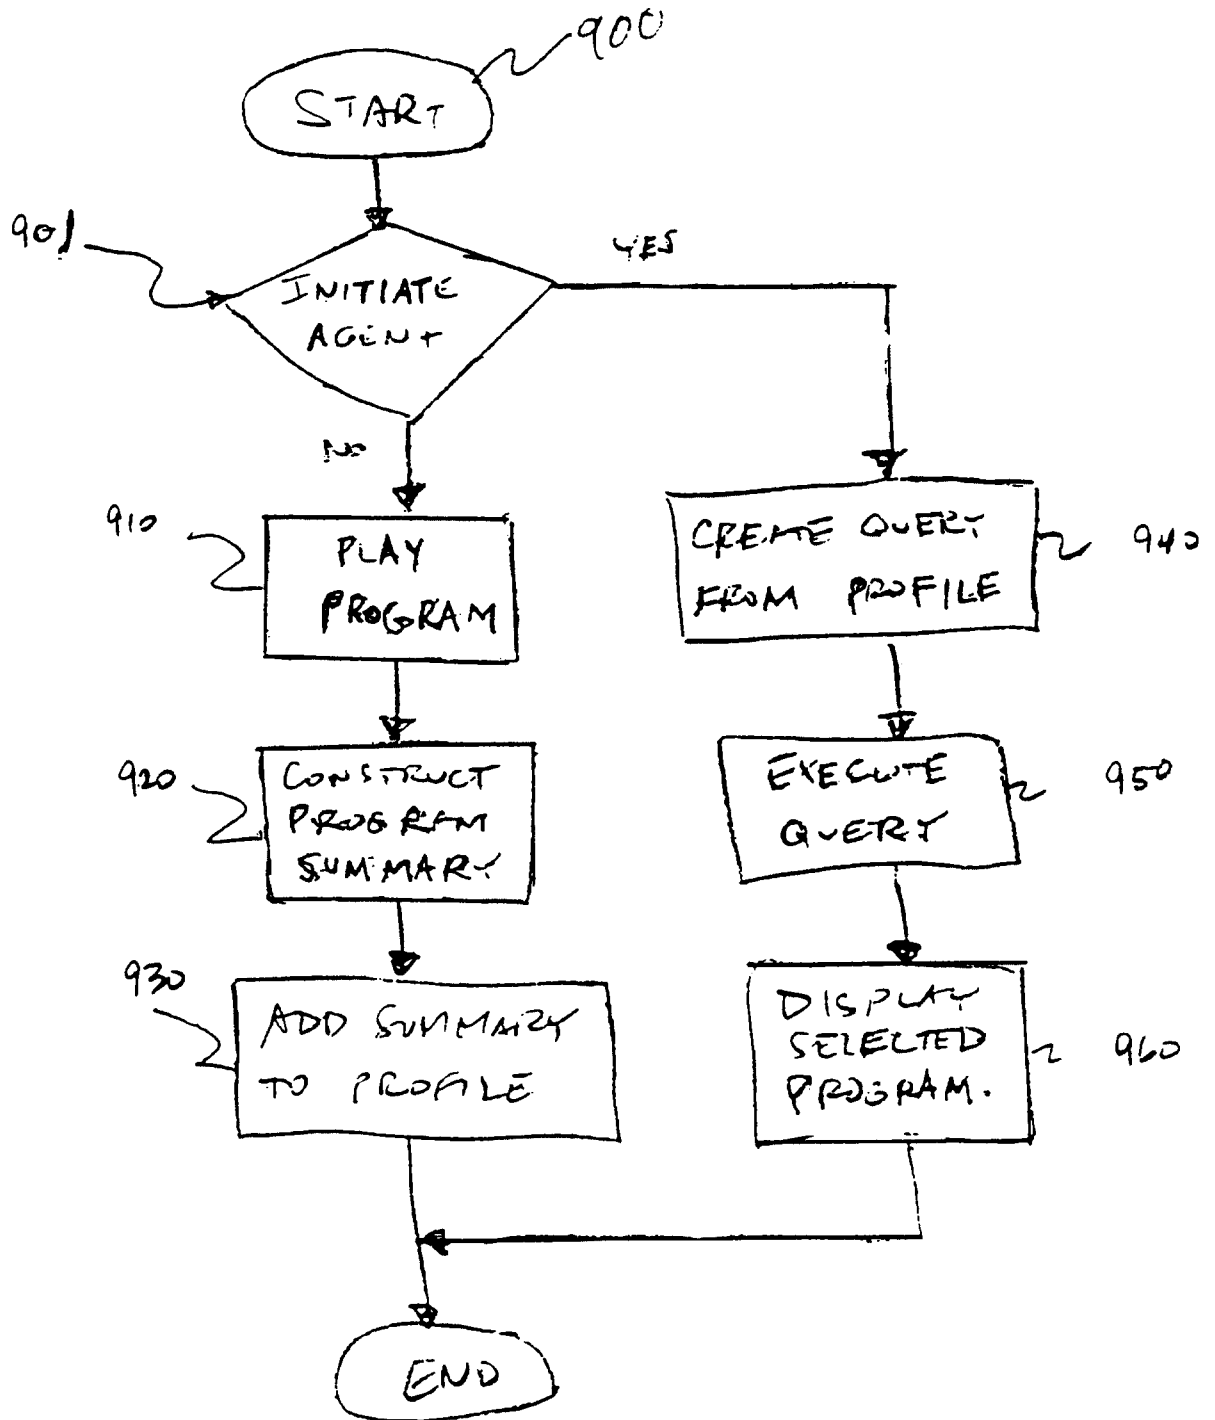 900
START
901
INITIATE
AGENT
YES
NO
910
PLAY
PROGRAM
920
CONSTRUCT
PROGRAM
SUMMARY
930
ADD SUMMARY
TO PROFILE
CREATE QUERY
FROM PROFILE
940
EXECUTE
QUERY
950
DISPLAY
SELECTED
PROGRAM.
960
END